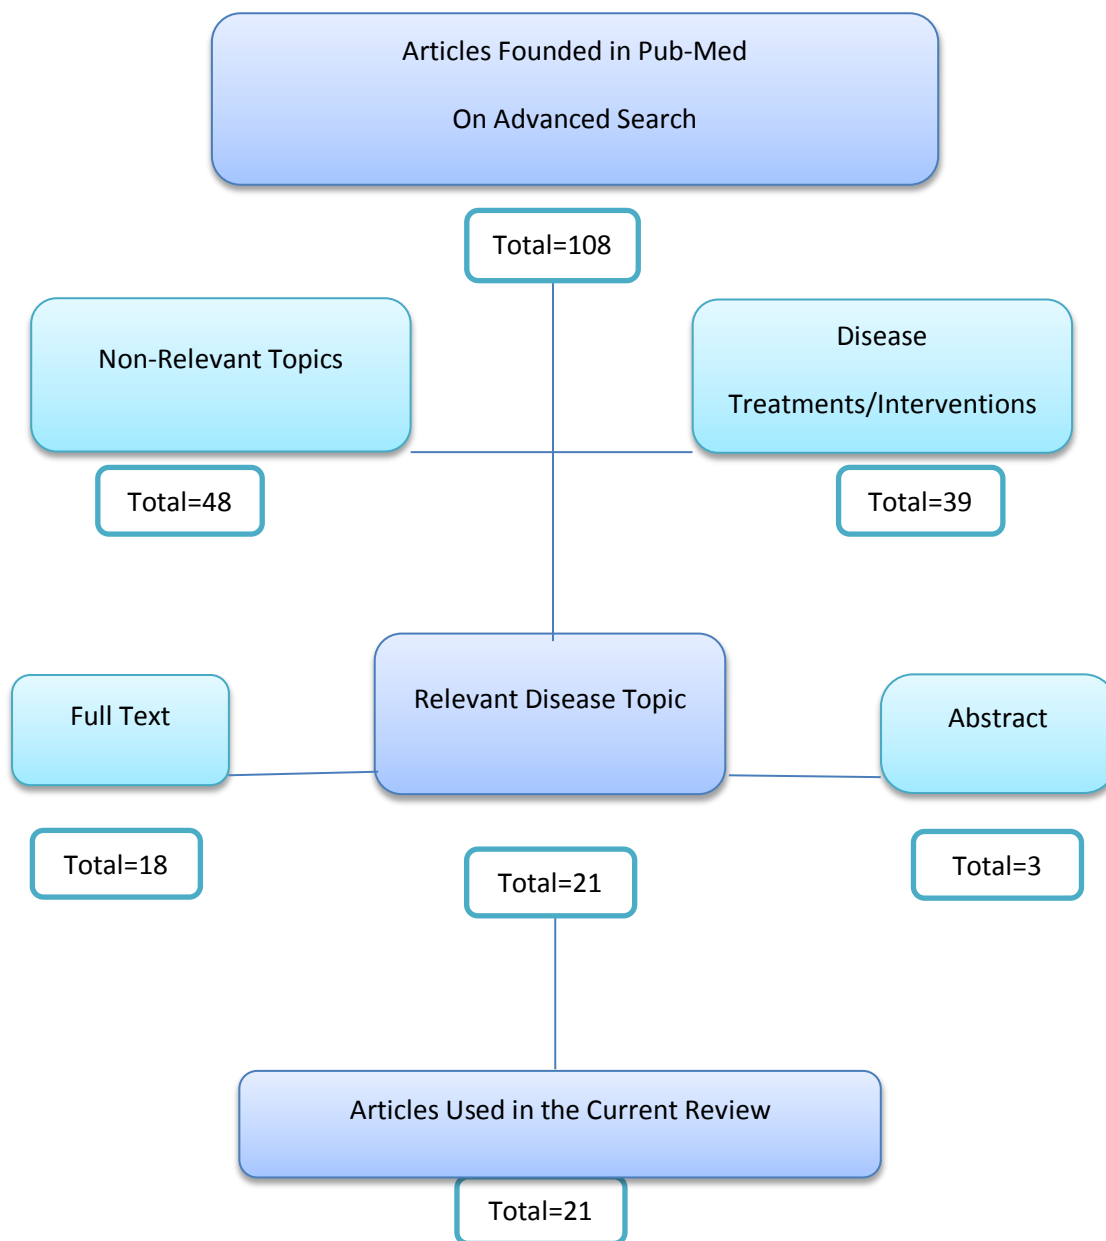 Articles Founded in Pub-Med
On Advanced Search
Total=108
Non-Relevant Topics
Total=48
Disease
Treatments/Interventions
Total=39
Full Text
Total=18
Relevant Disease Topic
Total=21
Abstract
Total=3
Articles Used in the Current Review
Total=21